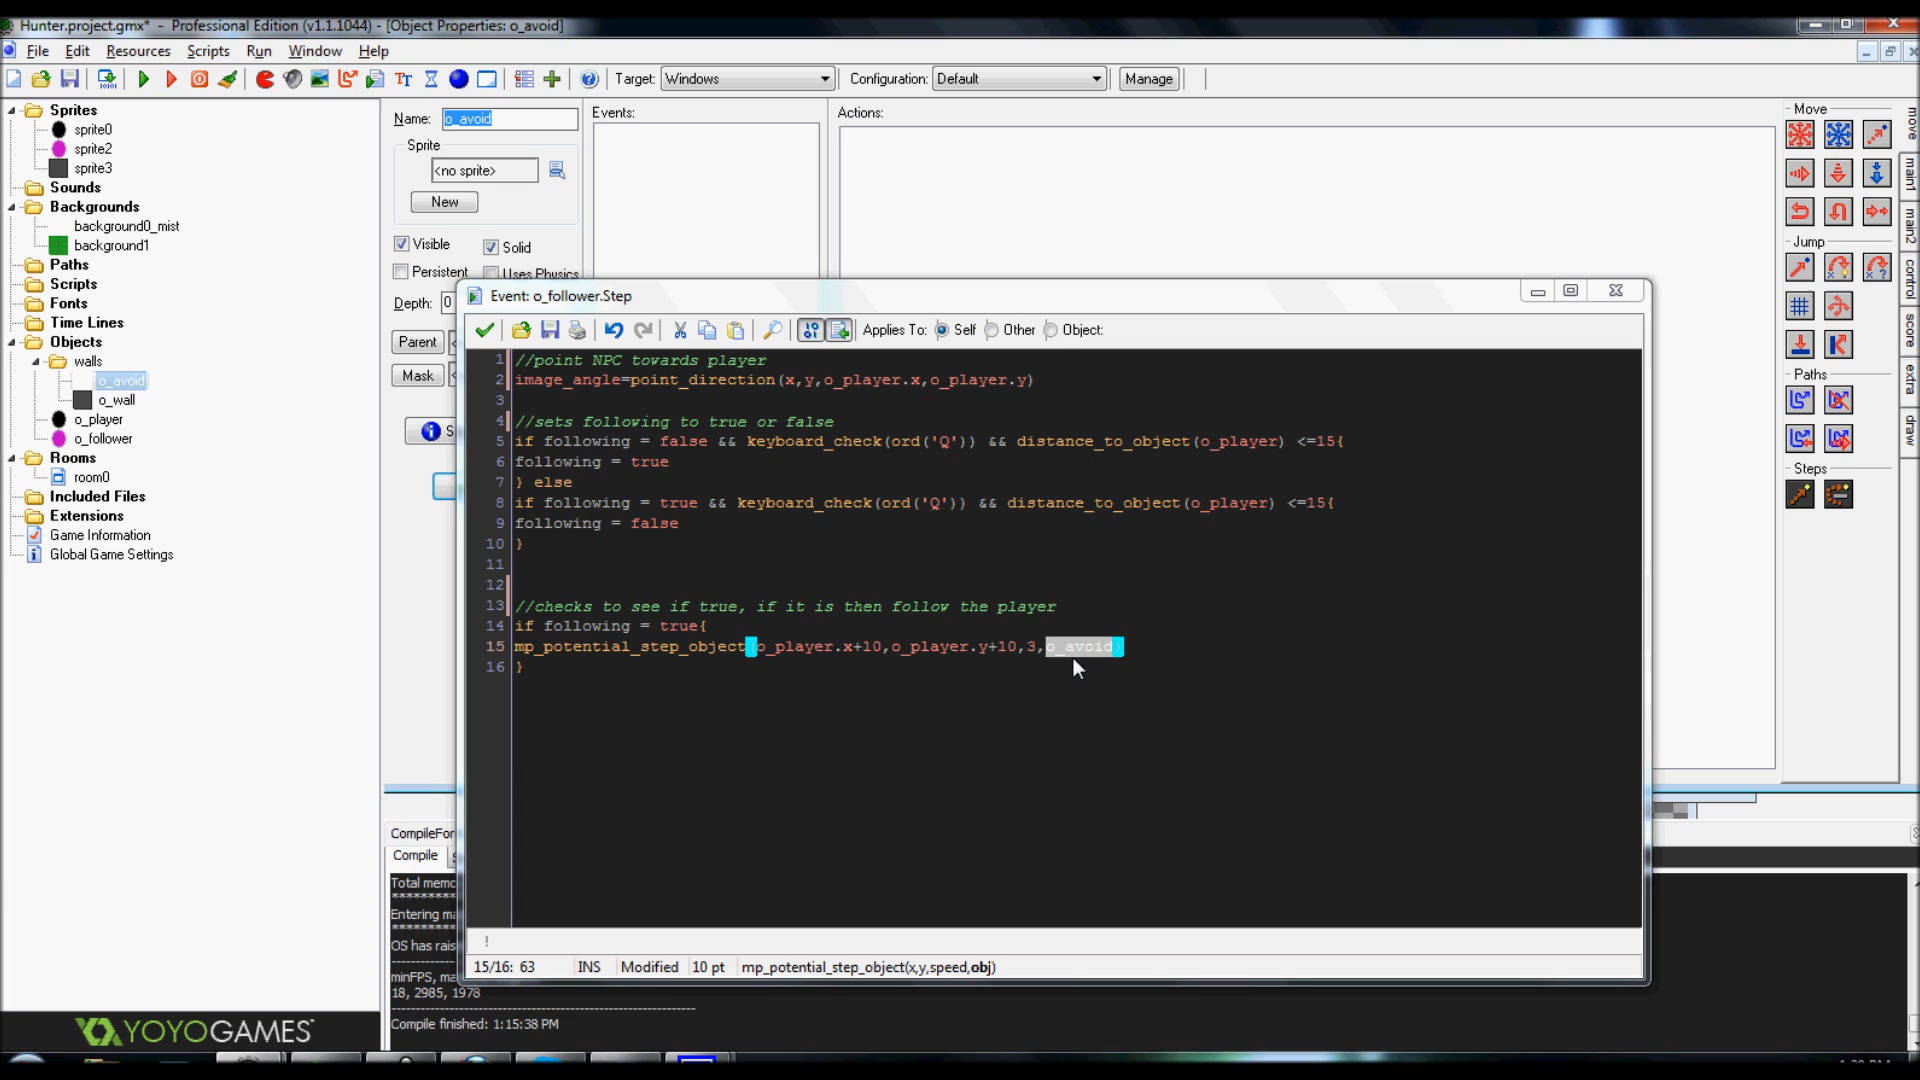 Hunter.project.gmx* - Professional Edition (v1.1.1044) - [Object Properties: o_avoid]
File Edit Resources Scripts Run Window Help
Target: Windows Configuration: Default Manage
Sprites
sprite0
sprite2
sprite3
Sounds
Backgrounds
background0_mist
background1
Paths
Scripts
Fonts
Time Lines
Objects
walls
o_avoid
o_wall
o_player
o_follower
Rooms
room0
Included Files
Extensions
Game Information
Global Game Settings
YOYOGAMES
Name: o_avoid
Sprite
<no sprite>
New
Visible Solid
Persistent Uses Physics
Depth: 0
Parent
Mask
Events:
Actions:
Event: o_follower.Step
Applies To: Self Other Object:
1 //point NPC towards player
2 image_angle=point_direction(x,y,o_player.x,o_player.y)
3
4 //sets following to true or false
5 if following = false && keyboard_check(ord('Q')) && distance_to_object(o_player) <=15{
6 following = true
7 } else
8 if following = true && keyboard_check(ord('Q')) && distance_to_object(o_player) <=15{
9 following = false
10 }
11
12
13 //checks to see if true, if it is then follow the player
14 if following = true{
15 mp_potential_step_object(o_player.x+10,o_player.y+10,3,o_avoid)
16 }
!
15/16: 63 INS Modified 10 pt mp_potential_step_object(x,y,speed,obj)
Compile
Total memo
Entering ma
OS has rais
minFPS, ma
18, 2985, 1978
Compile finished: 1:15:38 PM
Move
Jump
Paths
Steps
move
main1
main2
control
score
extra
draw